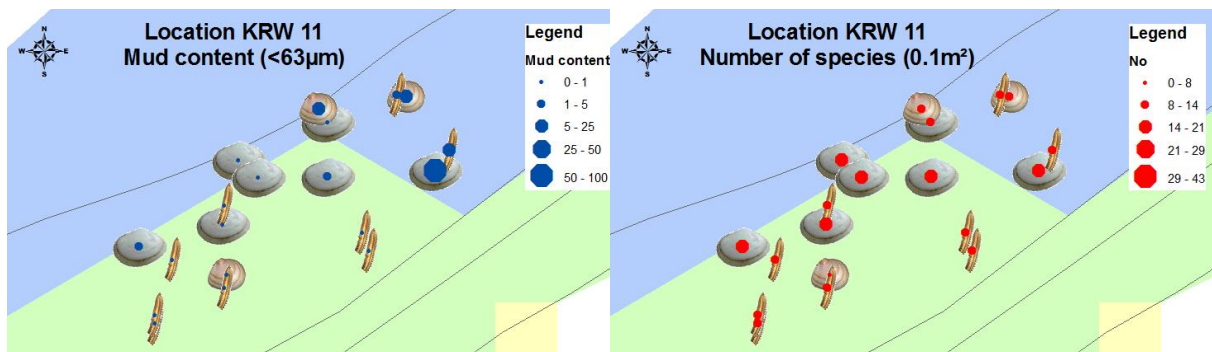 Location KRW 11
Mud content (<63µm)
N
W E
S
Legend
Mud content
0 - 1
1 - 5
5 - 25
25 - 50
50 - 100
Location KRW 11
Number of species (0.1m²)
N
W E
S
Legend
No
0 - 8
8 - 14
14 - 21
21 - 29
29 - 43